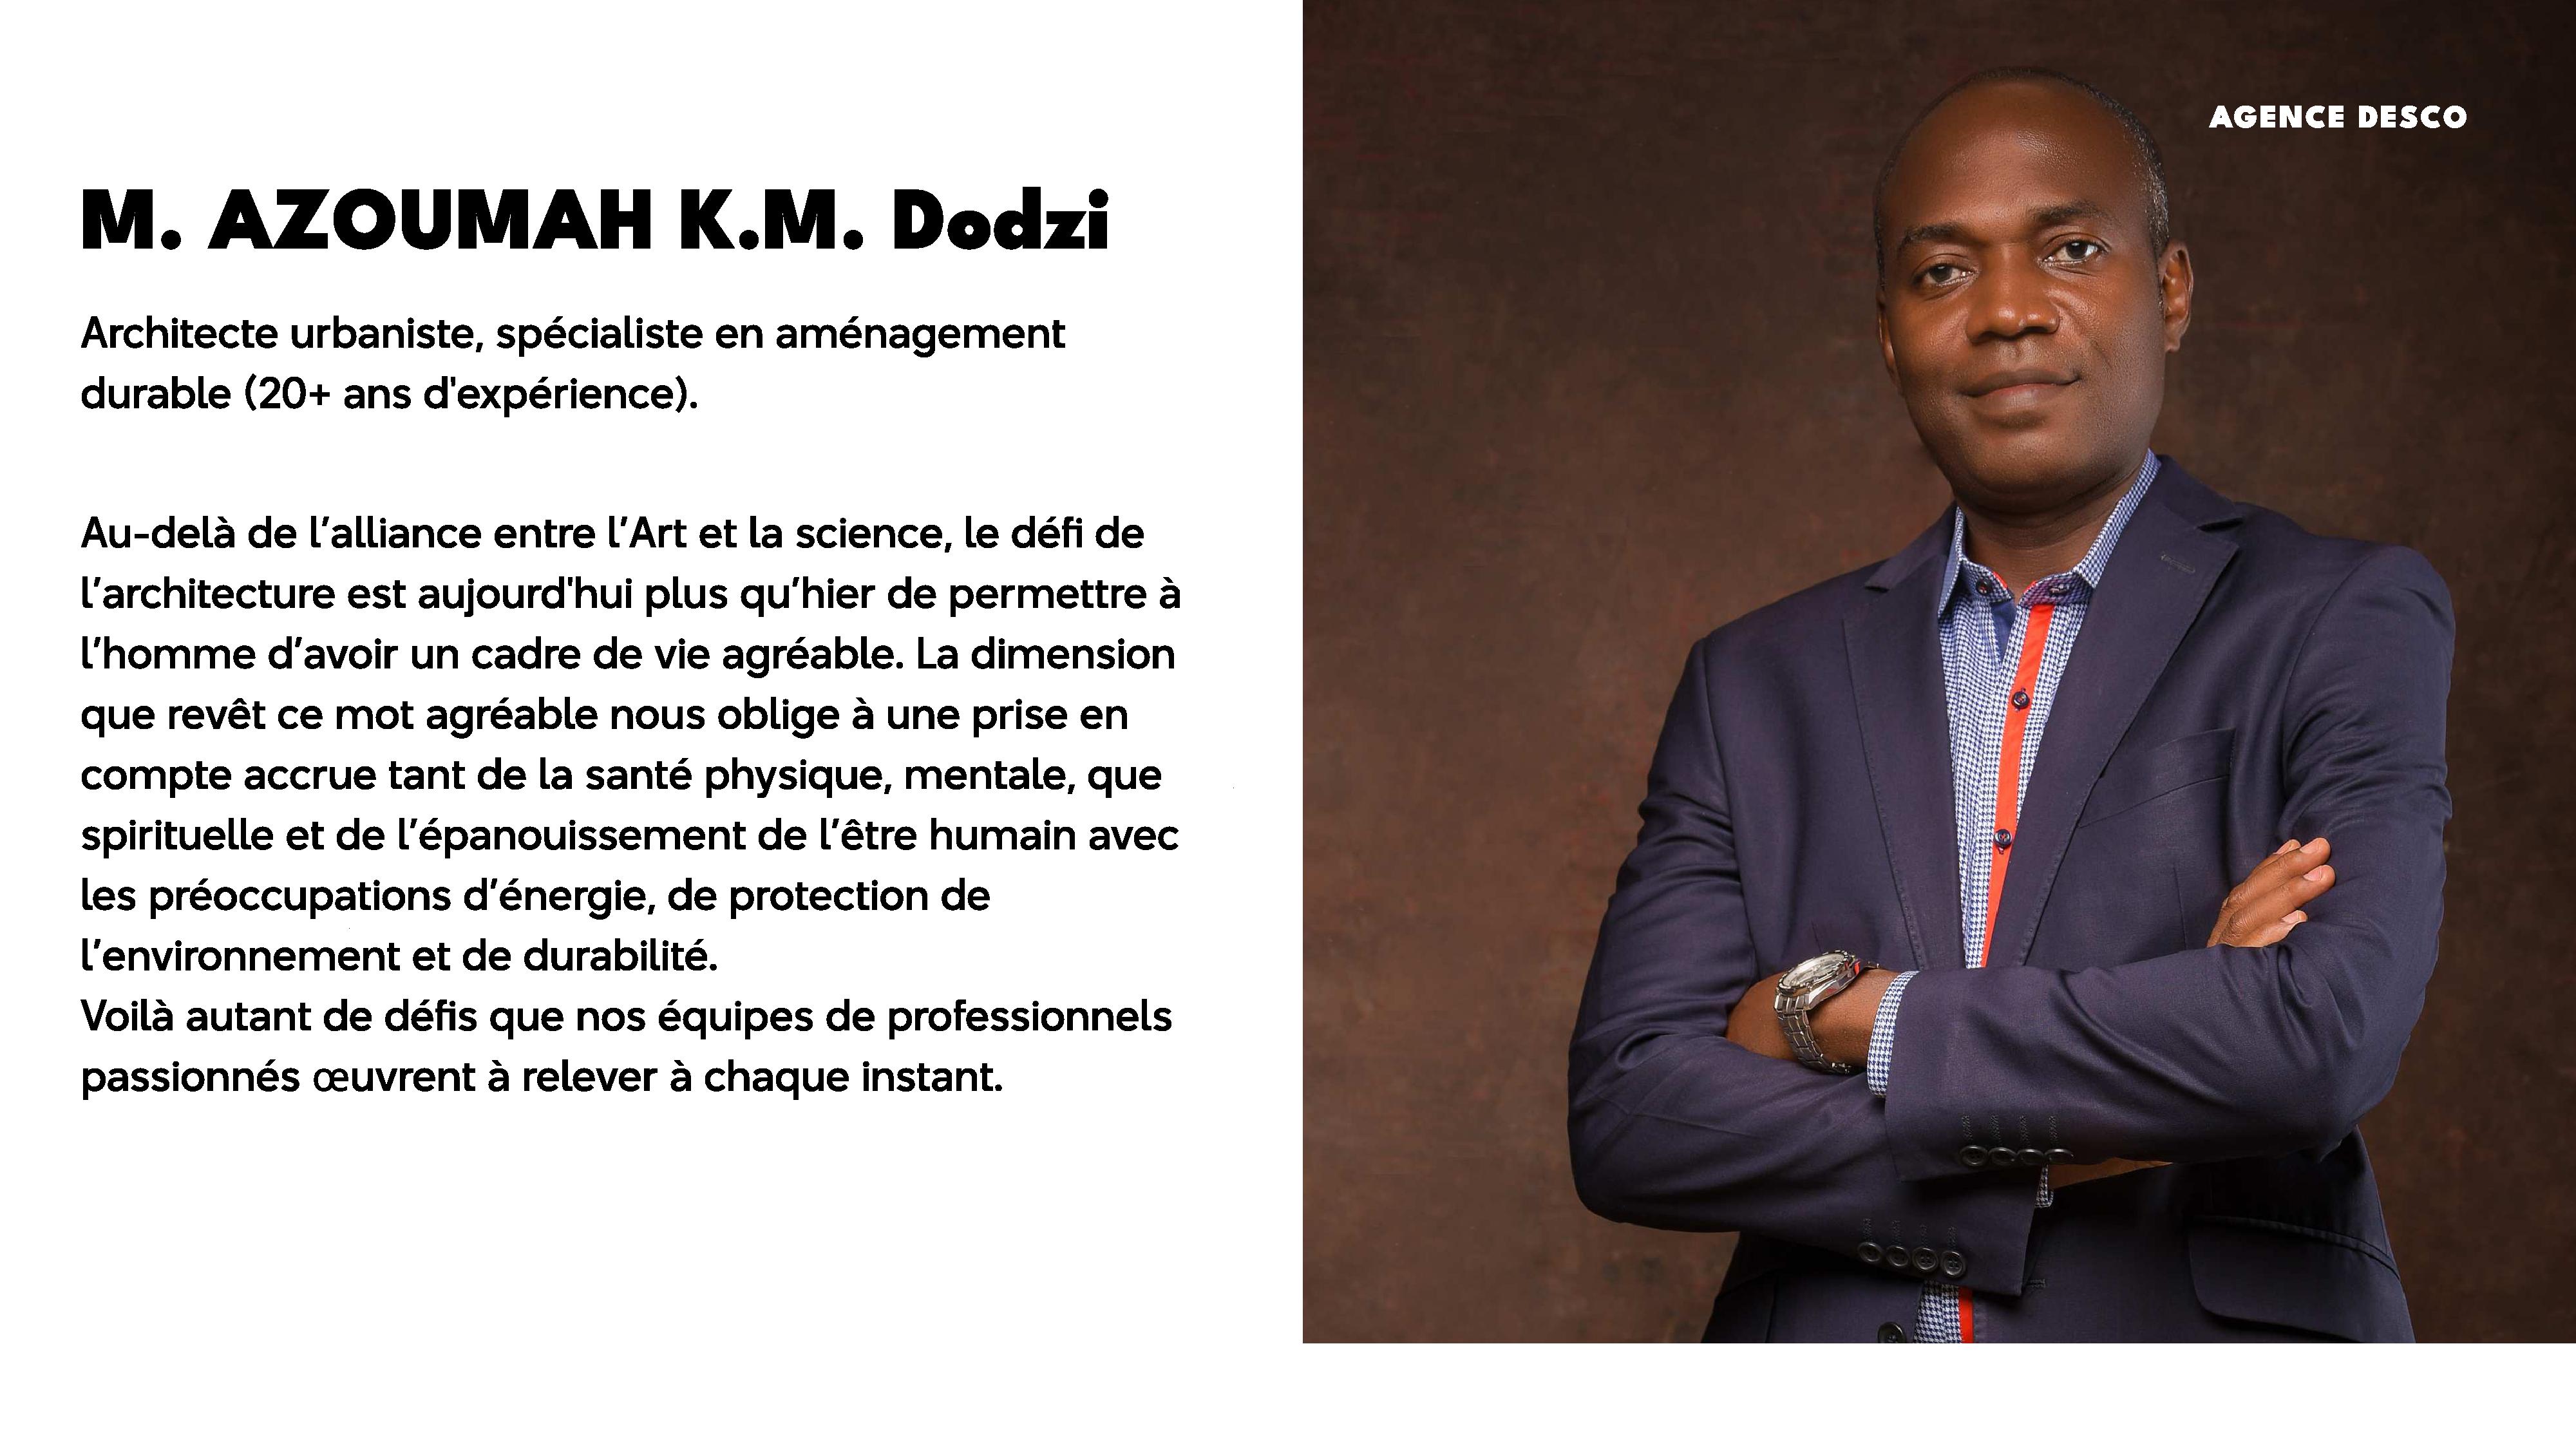 AGENCE DESCO
M. AZOUMAH K.M. Dodzi
Architecte urbaniste, spécialiste en aménagement
durable (20+ ans d'expérience).
Au-delà de l’alliance entre l’Art et la science, le défi de
l’architecture est aujourd'hui plus qu’hier de permettre à
l’homme d’avoir un cadre de vie agréable. La dimension
que revêt ce mot agréable nous oblige à une prise en
compte accrue tant de la santé physique, mentale, que
spirituelle et de l’épanouissement de l’être humain avec
les préoccupations d’énergie, de protection de
l’environnement et de durabilité.
Voilà autant de défis que nos équipes de professionnels
passionnés œuvrent à relever à chaque instant.